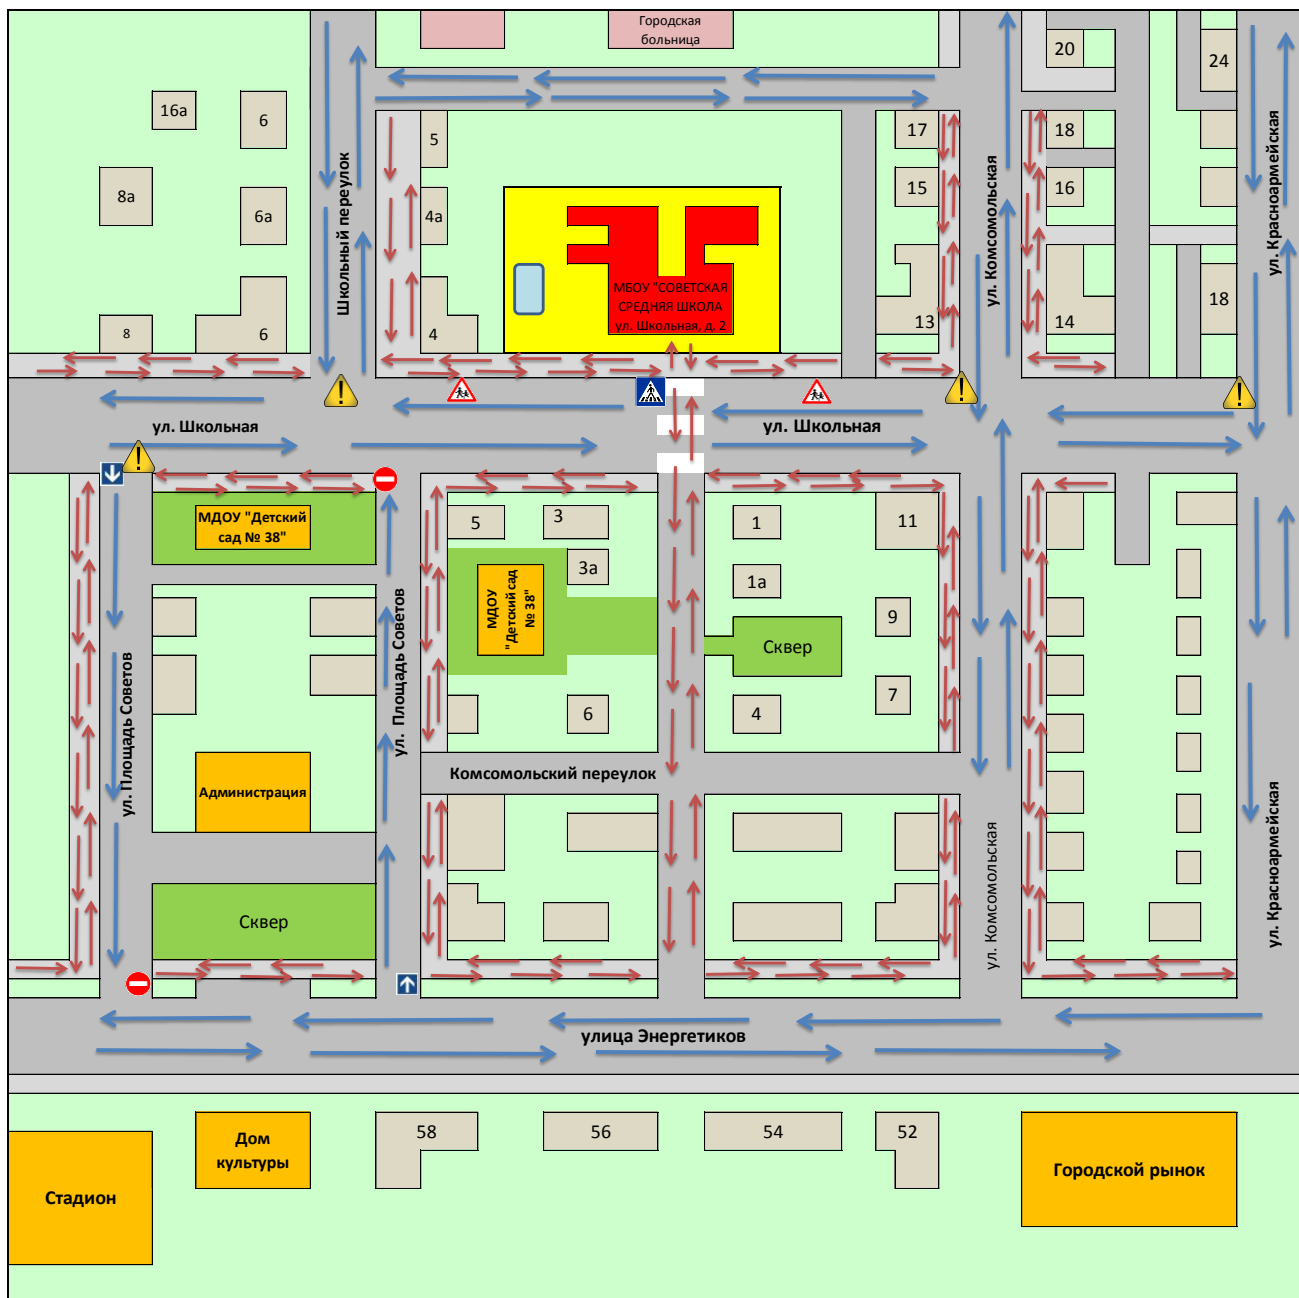 Городская
больница
20
24
16а
6
5
17
18
Школьный переулок
ул. Комсомольская
ул. Красноармейская
8а
6а
4а
15
16
МБОУ "СОВЕТСКАЯ
СРЕДНЯЯ ШКОЛА
ул. Школьная, д. 2
8
6
4
13
14
18
!
!
!
ул. Школьная
ул. Школьная
!
МДОУ "Детский
сад № 38"
5
3
1
11
3а
1а
МДОУ
"Детский сад
№ 38"
9
Сквер
ул. Площадь Советов
ул. Площадь Советов
6
4
7
Комсомольский переулок
Администрация
ул. Комсомольская
ул. Красноармейская
Сквер
улица Энергетиков
58
56
54
52
Дом
культуры
Стадион
Городской рынок